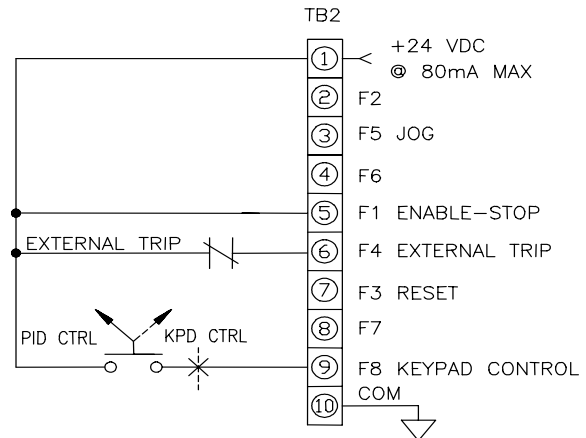 TB2
1 +24 VDC
@ 80mA MAX
2 F2
3 F5 JOG
4 F6
5 F1 ENABLE-STOP
EXTERNAL TRIP 6 F4 EXTERNAL TRIP
7 F3 RESET
8 F7
PID CTRL KPD CTRL
9 F8 KEYPAD CONTROL
10 COM